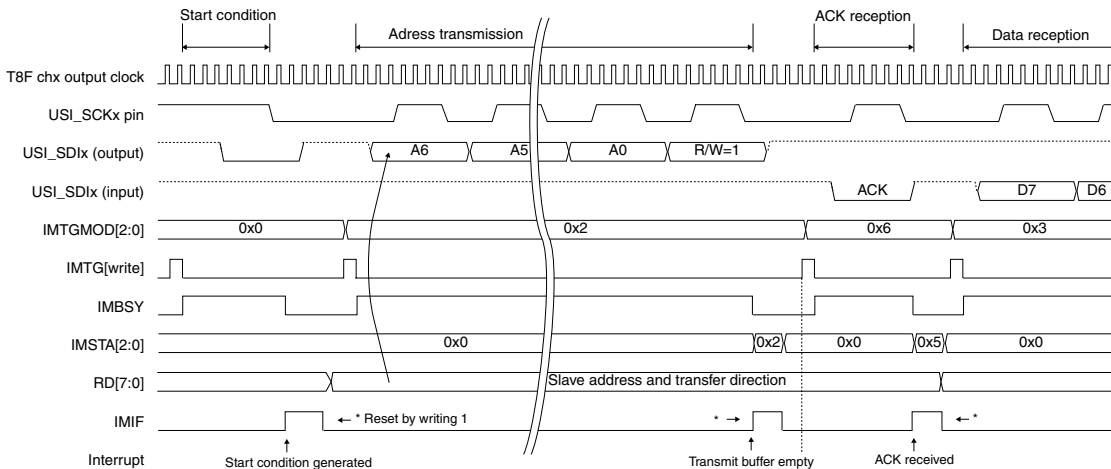 Start condition
Adress transmission
ACK reception
Data reception
T8F chx output clock
USI_SCKx pin
USI_SDIx (output)
A6 A5 A0 R/W=1
USI_SDIx (input)
ACK D7 D6
IMTGMOD[2:0]
0x0 0x2 0x6 0x3
IMTG[write]
IMBSY
IMSTA[2:0]
0x0 0x2 0x0 0x5 0x0
RD[7:0]
Slave address and transfer direction
IMIF
* Reset by writing 1 * *
Interrupt
Start condition generated Transmit buffer empty ACK received